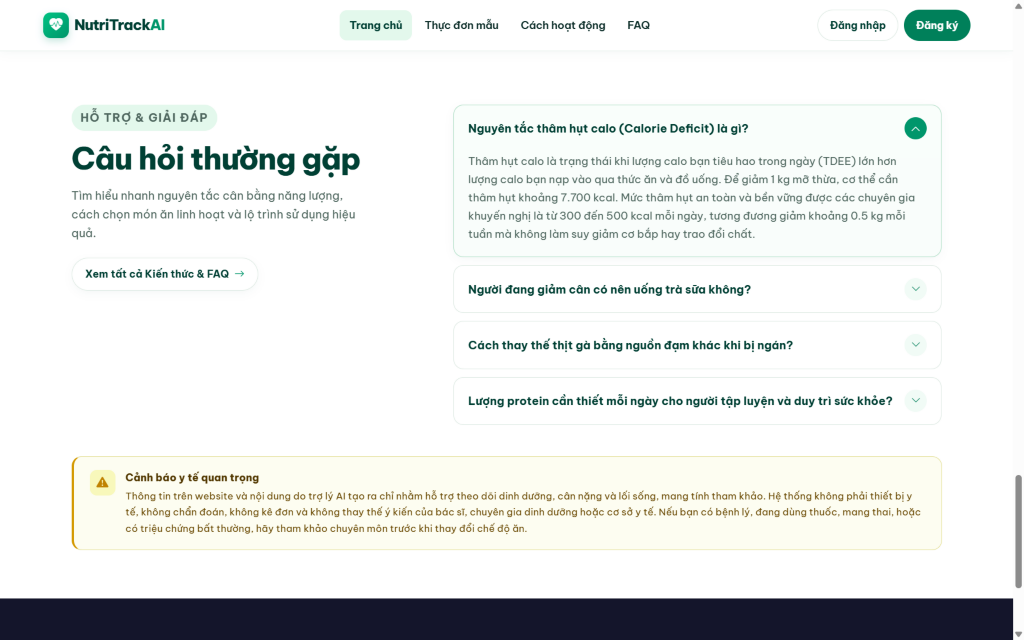 NutriTrackAI
Trang chủ
Thực đơn mẫu
Cách hoạt động
FAQ
Đăng nhập
Đăng ký
HỖ TRỢ & GIẢI ĐÁP
Câu hỏi thường gặp
Tìm hiểu nhanh nguyên tắc cân bằng năng lượng,
cách chọn món ăn linh hoạt và lộ trình sử dụng hiệu
quả.
Xem tất cả Kiến thức & FAQ →
Nguyên tắc thâm hụt calo (Calorie Deficit) là gì?
Thâm hụt calo là trạng thái khi lượng calo bạn tiêu hao trong ngày (TDEE) lớn hơn
lượng calo bạn nạp vào qua thức ăn và đồ uống. Để giảm 1 kg mỡ thừa, cơ thể cần
thâm hụt khoảng 7.700 kcal. Mức thâm hụt an toàn và bền vững được các chuyên gia
khuyến nghị là từ 300 đến 500 kcal mỗi ngày, tương đương giảm khoảng 0.5 kg mỗi
tuần mà không làm suy giảm cơ bắp hay trao đổi chất.
Người đang giảm cân có nên uống trà sữa không?
Cách thay thế thịt gà bằng nguồn đạm khác khi bị ngán?
Lượng protein cần thiết mỗi ngày cho người tập luyện và duy trì sức khỏe?
Cảnh báo y tế quan trọng
Thông tin trên website và nội dung do trợ lý AI tạo ra chỉ nhằm hỗ trợ theo dõi dinh dưỡng, cân nặng và lối sống, mang tính tham khảo. Hệ thống không phải thiết bị y
tế, không chẩn đoán, không kê đơn và không thay thế ý kiến của bác sĩ, chuyên gia dinh dưỡng hoặc cơ sở y tế. Nếu bạn có bệnh lý, đang dùng thuốc, mang thai, hoặc
có triệu chứng bất thường, hãy tham khảo chuyên môn trước khi thay đổi chế độ ăn.